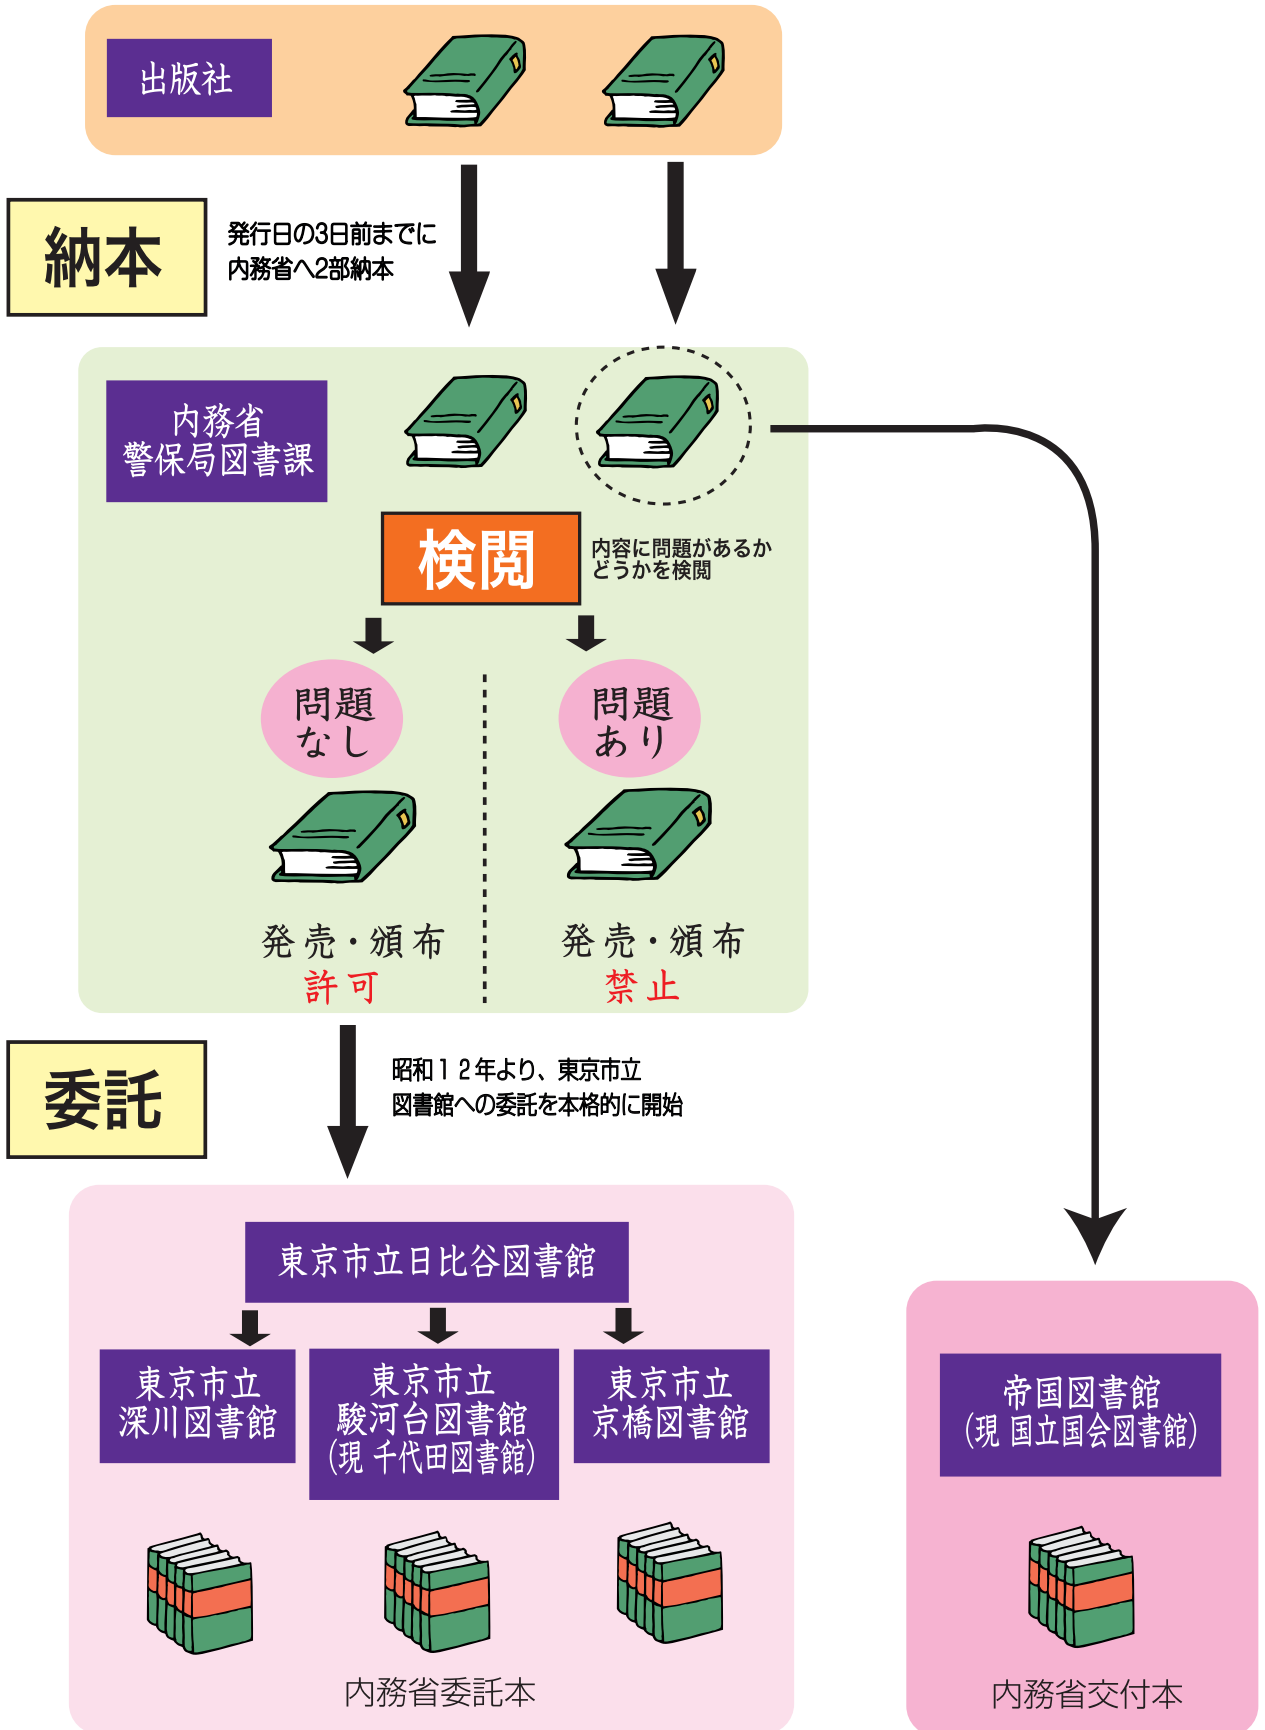 出版社
納本
発行日の3日前までに
内務省へ2部納本
内務省
警保局図書課
検閲
内容に問題があるか
どうかを検閲
問題
なし
問題
あり
発売・頒布
許可
発売・頒布
禁止
委託
昭和12年より、東京市立
図書館への委託を本格的に開始
東京市立日比谷図書館
東京市立
深川図書館
東京市立
駿河台図書館
(現 千代田図書館)
東京市立
京橋図書館
内務省委託本
帝国図書館
(現 国立国会図書館)
内務省交付本